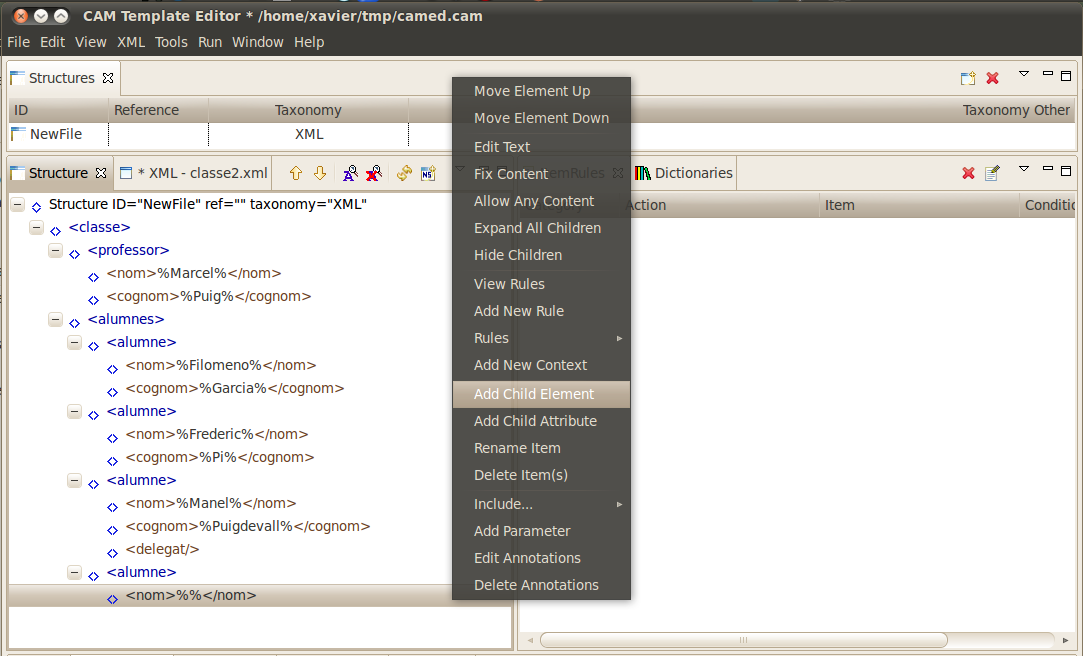 CAM Template Editor * /home/xavier/tmp/camed.cam
File Edit View XML Tools Run Window Help
Structures
ID Reference Taxonomy Taxonomy Other
NewFile XML
Structure * XML - classe2.xml
Structure ID="NewFile" ref="" taxonomy="XML"
<classe>
<professor>
<nom>%Marcel%</nom>
<cognom>%Puig%</cognom>
<alumnes>
<alumne>
<nom>%Filomeno%</nom>
<cognom>%Garcia%</cognom>
<alumne>
<nom>%Frederic%</nom>
<cognom>%Pi%</cognom>
<alumne>
<nom>%Manel%</nom>
<cognom>%Puigdevall%</cognom>
<delegat/>
<alumne>
<nom>%%</nom>
Move Element Up
Move Element Down
Edit Text
Fix Content
Allow Any Content
Expand All Children
Hide Children
View Rules
Add New Rule
Rules
Add New Context
Add Child Element
Add Child Attribute
Rename Item
Delete Item(s)
Include...
Add Parameter
Edit Annotations
Delete Annotations
Dictionaries
Action Item Conditio